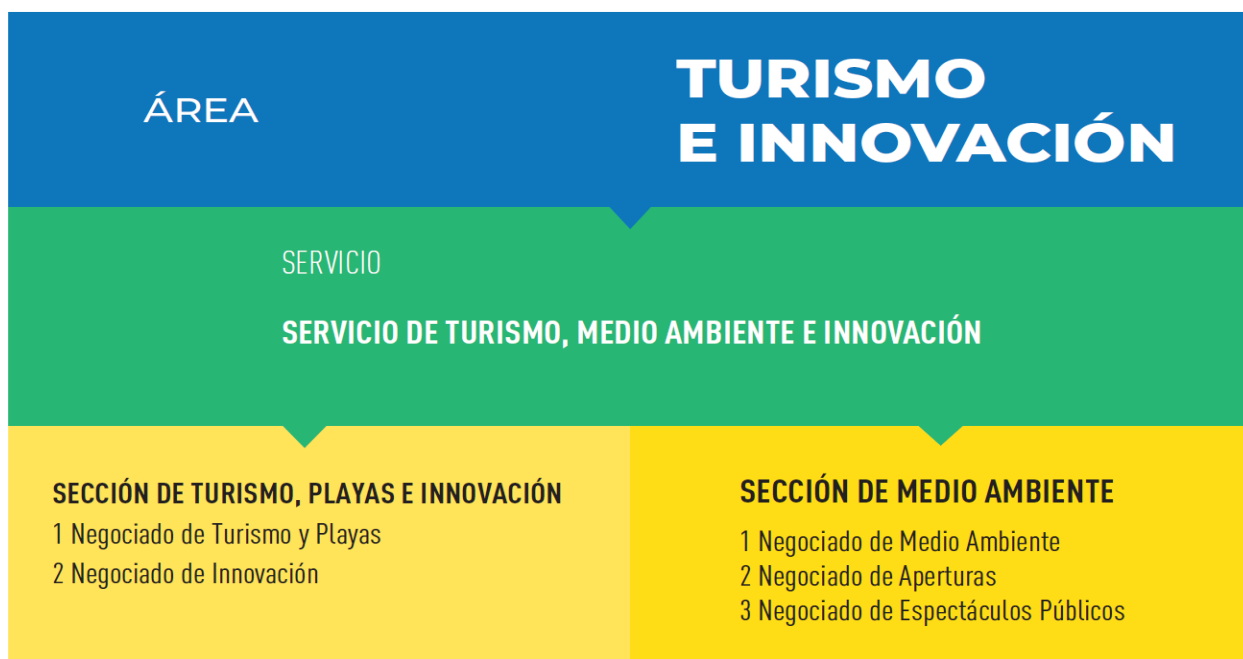 ÁREA
TURISMO
E INNOVACIÓN
SERVICIO
SERVICIO DE TURISMO, MEDIO AMBIENTE E INNOVACIÓN
SECCIÓN DE TURISMO, PLAYAS E INNOVACIÓN
1 Negociado de Turismo y Playas
2 Negociado de Innovación
SECCIÓN DE MEDIO AMBIENTE
1 Negociado de Medio Ambiente
2 Negociado de Aperturas
3 Negociado de Espectáculos Públicos